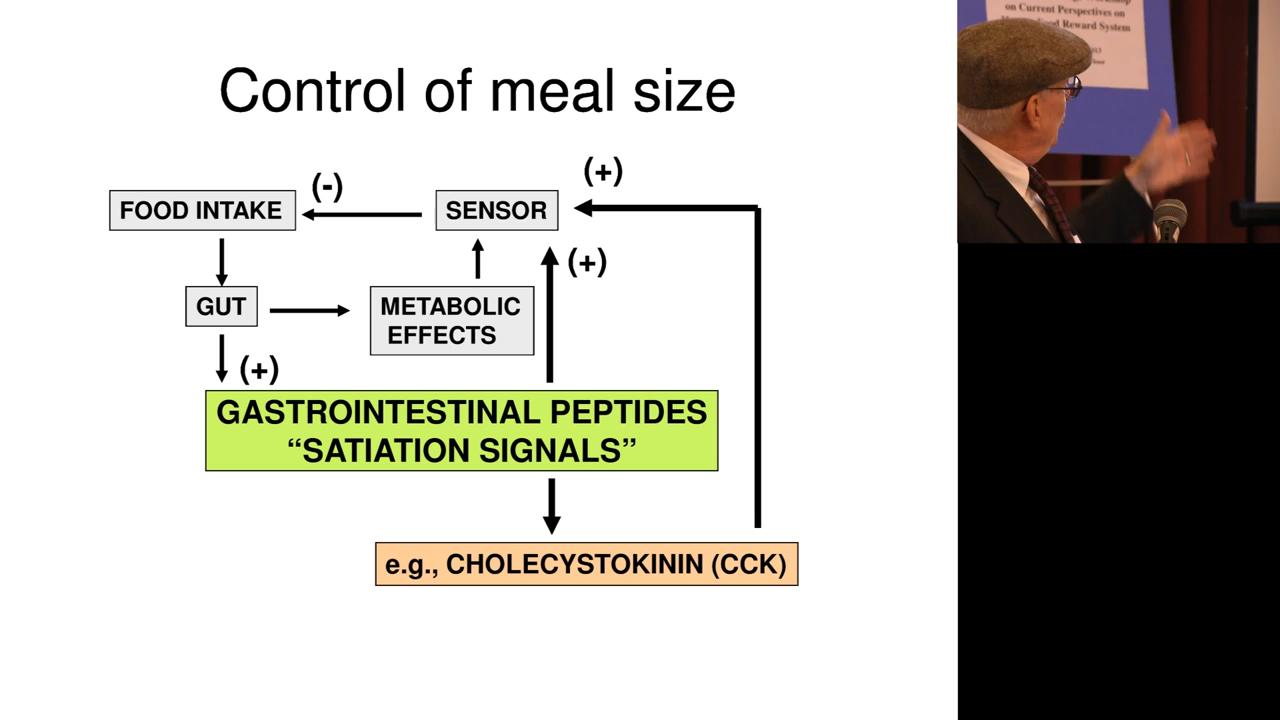 Control of meal size
(+)
(-)
FOOD INTAKE
SENSOR
(+)
GUT
METABOLIC
EFFECTS
(+)
GASTROINTESTINAL PEPTIDES
“SATIATION SIGNALS”
e.g., CHOLECYSTOKININ (CCK)
on Current Perspectives on
Reward System